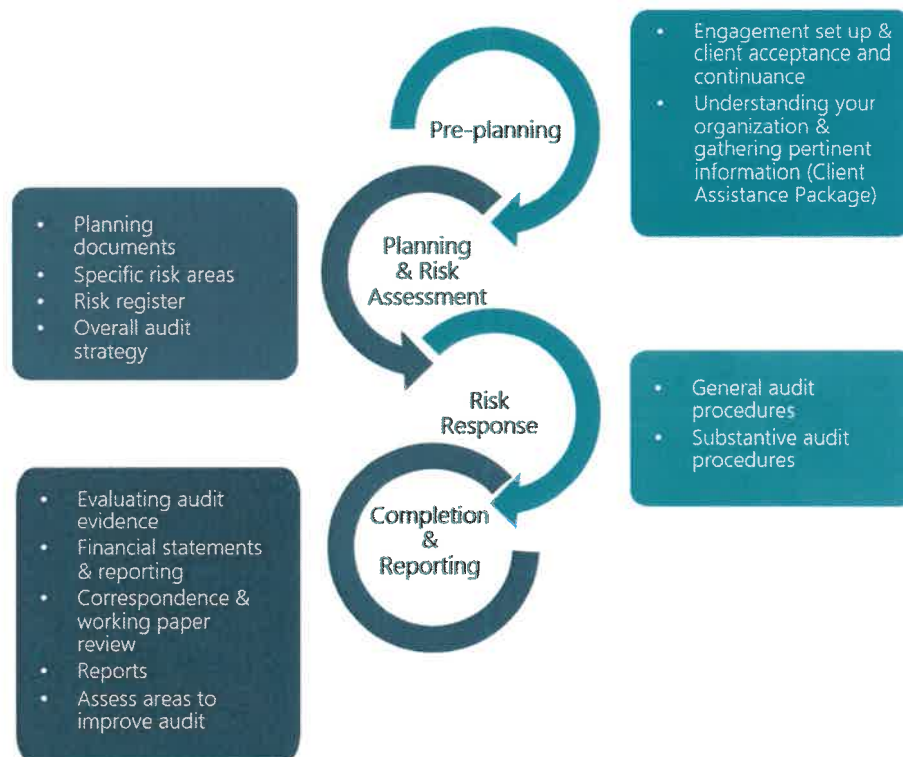 Pre-planning
• Engagement set up &
client acceptance and
continuance
• Understanding your
organization &
gathering pertinent
information (Client
Assistance Package)
Planning
& Risk
Assessment
• Planning
documents
• Specific risk areas
• Risk register
• Overall audit
strategy
Risk
Response
• General audit
procedures
• Substantive audit
procedures
Completion
&
Reporting
• Evaluating audit
evidence
• Financial statements
& reporting
• Correspondence &
working paper
review
• Reports
• Assess areas to
improve audit